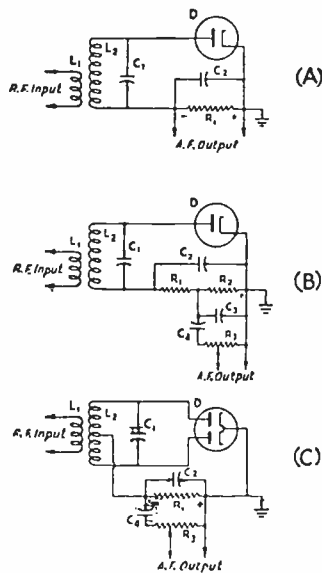 D
L₁
L₂
C₁
C₂
R.F. Input
- R₁ +
A.F. Output
(A)
D
L₁
L₂
C₁
C₂
R.F. Input
R₁
R₂
+
C₃
C₄
R₃
A.F. Output
(B)
D
L₁
L₂
C₁
R.F. Input
C₂
R₁ +
C₄
R₃
A.F. Output
(C)